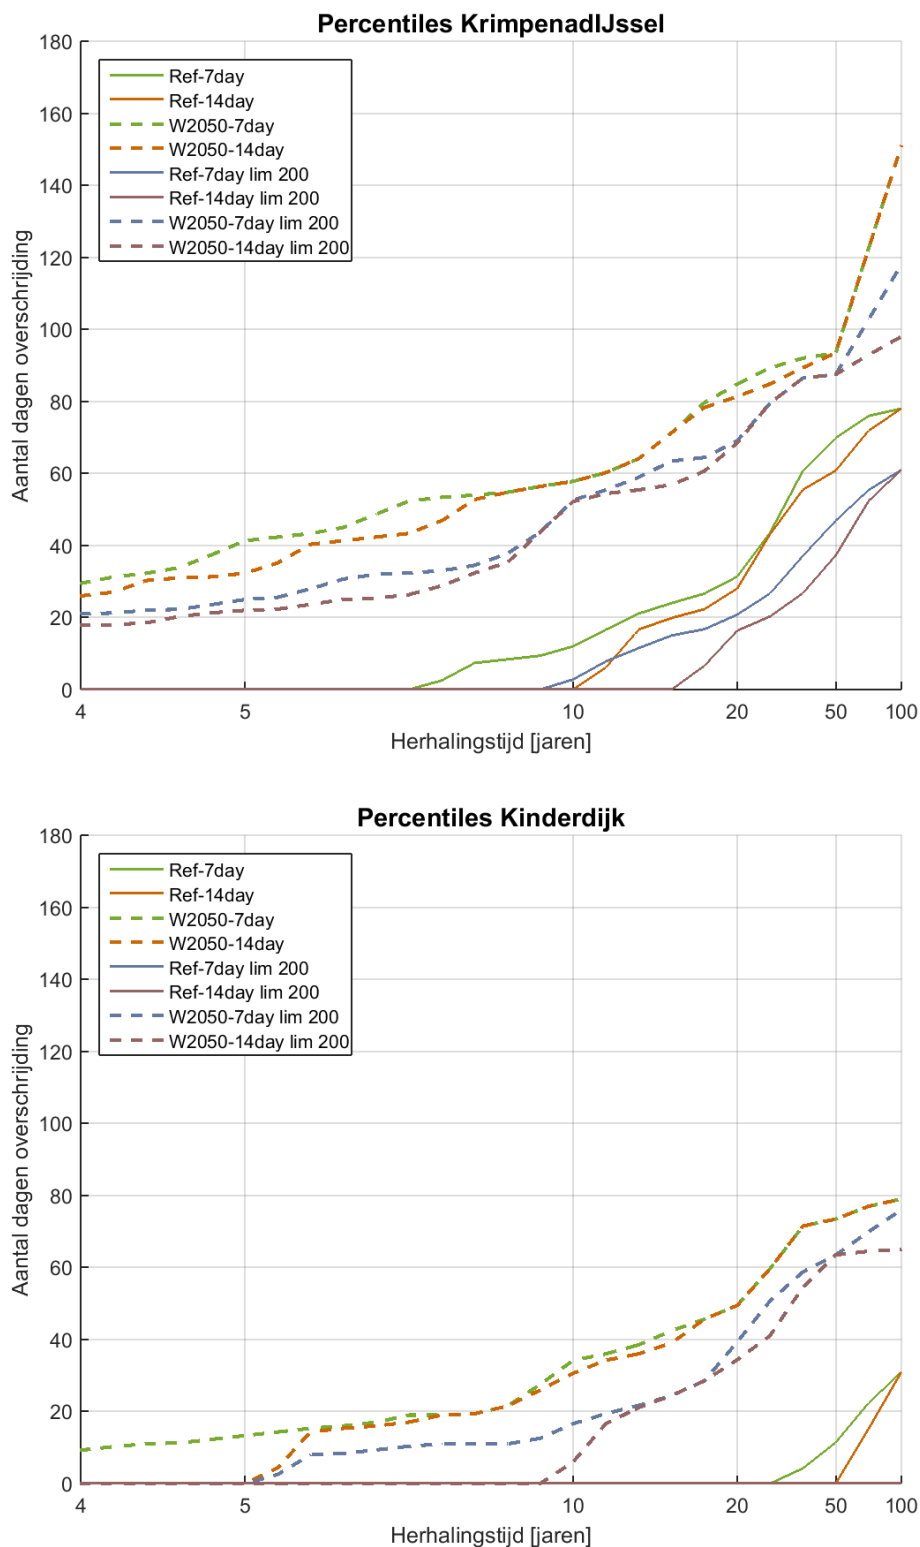 Percentiles KrimpenadIJssel
180
160
140
120
100
80
60
40
20
0
Aantal dagen overschrijding
Ref-7day
Ref-14day
W2050-7day
W2050-14day
Ref-7day lim 200
Ref-14day lim 200
W2050-7day lim 200
W2050-14day lim 200
4 5 10 20 50 100
Herhalingstijd [jaren]
Percentiles Kinderdijk
180
160
140
120
100
80
60
40
20
0
Aantal dagen overschrijding
Ref-7day
Ref-14day
W2050-7day
W2050-14day
Ref-7day lim 200
Ref-14day lim 200
W2050-7day lim 200
W2050-14day lim 200
4 5 10 20 50 100
Herhalingstijd [jaren]